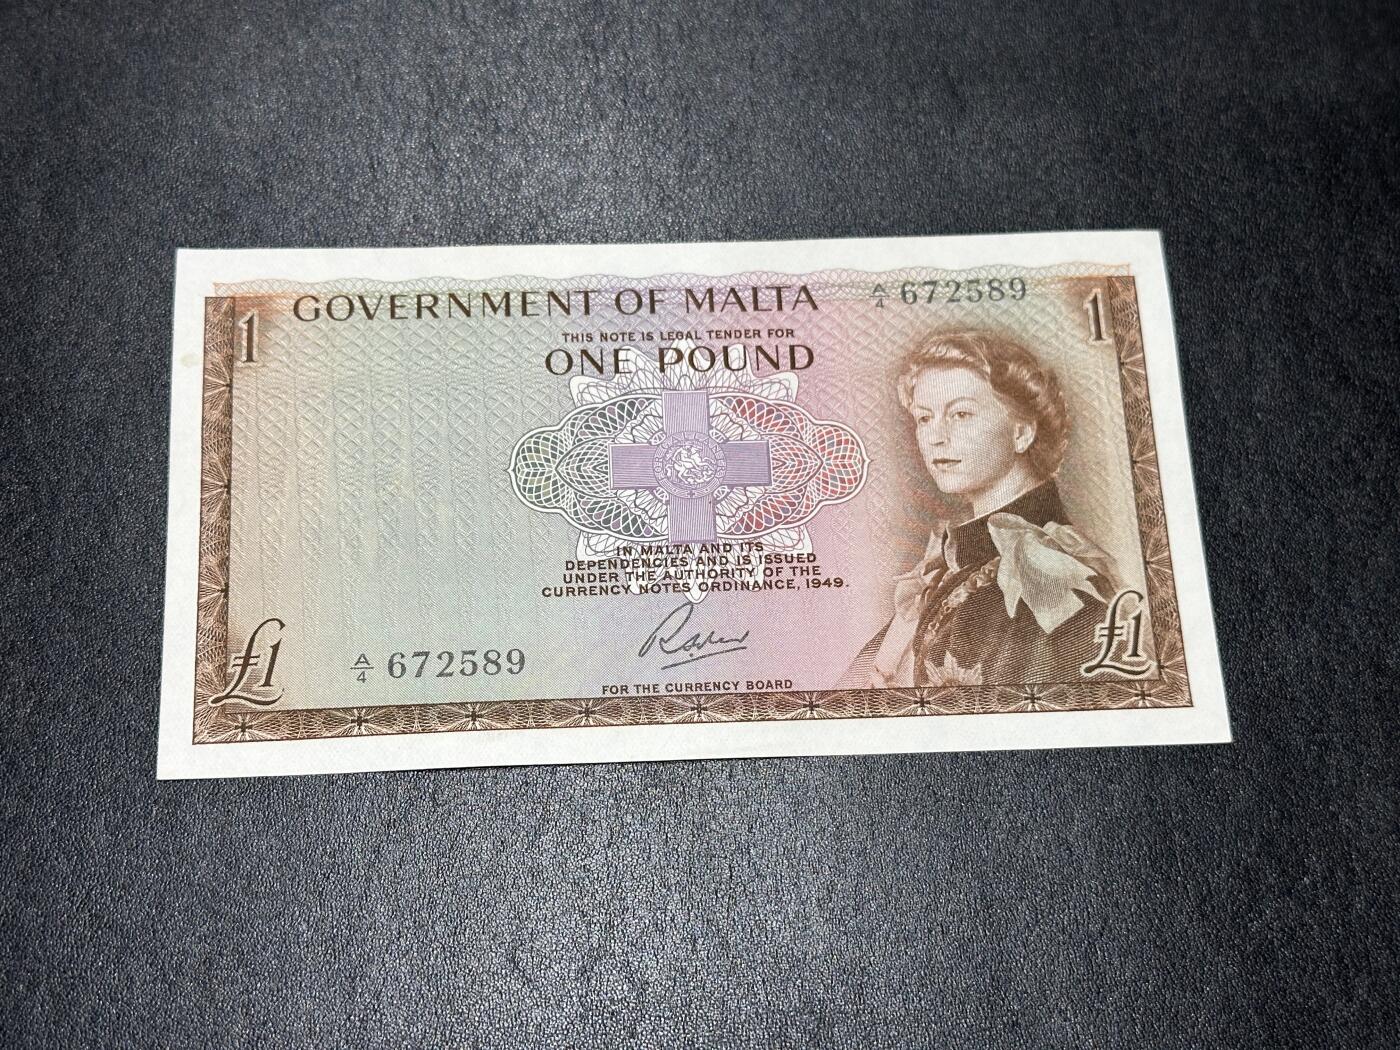 GOVERNMENT OF MALTA
A/4 672589
1
1
THIS NOTE IS LEGAL TENDER FOR
ONE POUND
IN MALTA AND ITS
DEPENDENCIES AND IS ISSUED
UNDER THE AUTHORITY OF THE
CURRENCY NOTES ORDINANCE, 1949.
£1
A/4 672589
FOR THE CURRENCY BOARD
£1